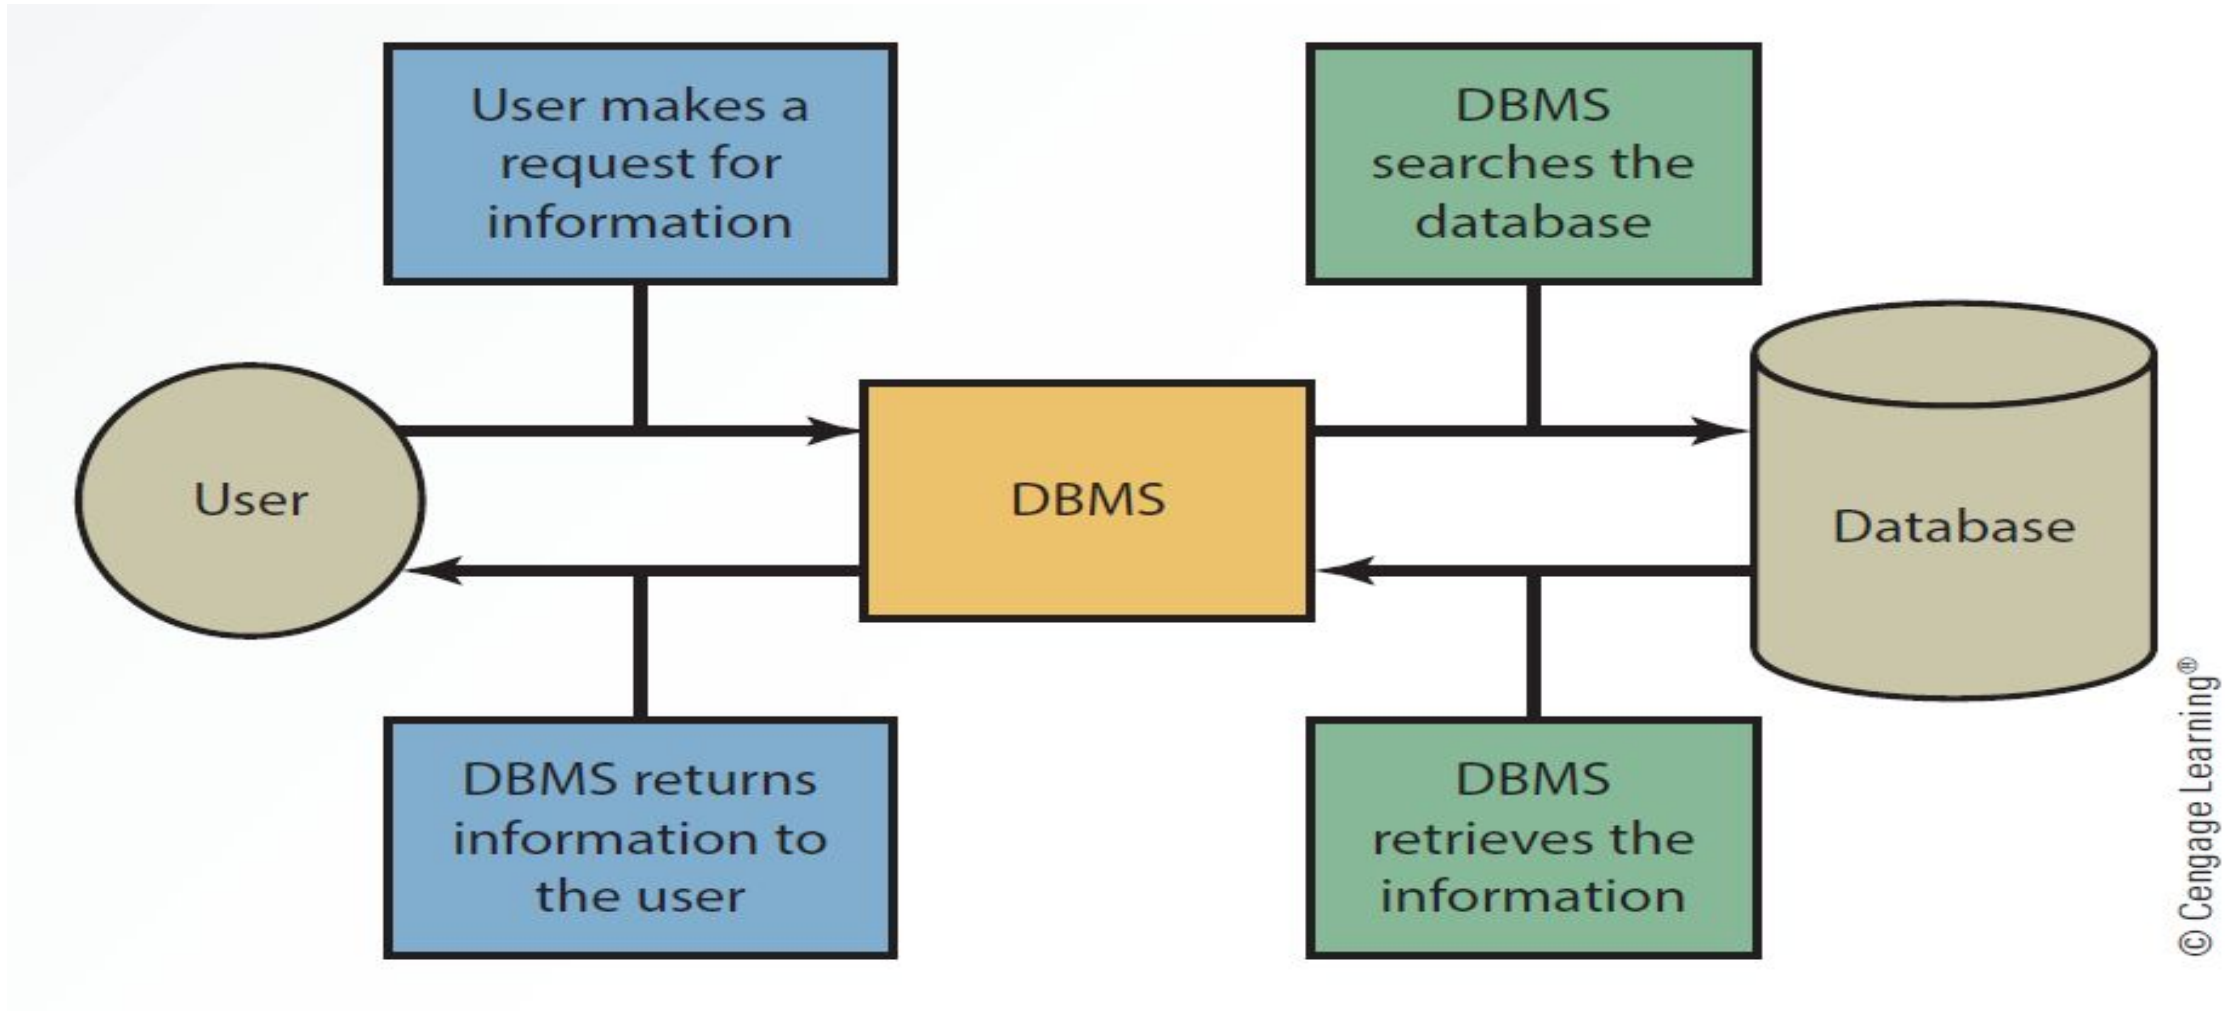 User makes a
request for
information
DBMS
searches the
database
User
DBMS
Database
DBMS returns
information to
the user
DBMS
retrieves the
information
© Cengage Learning®